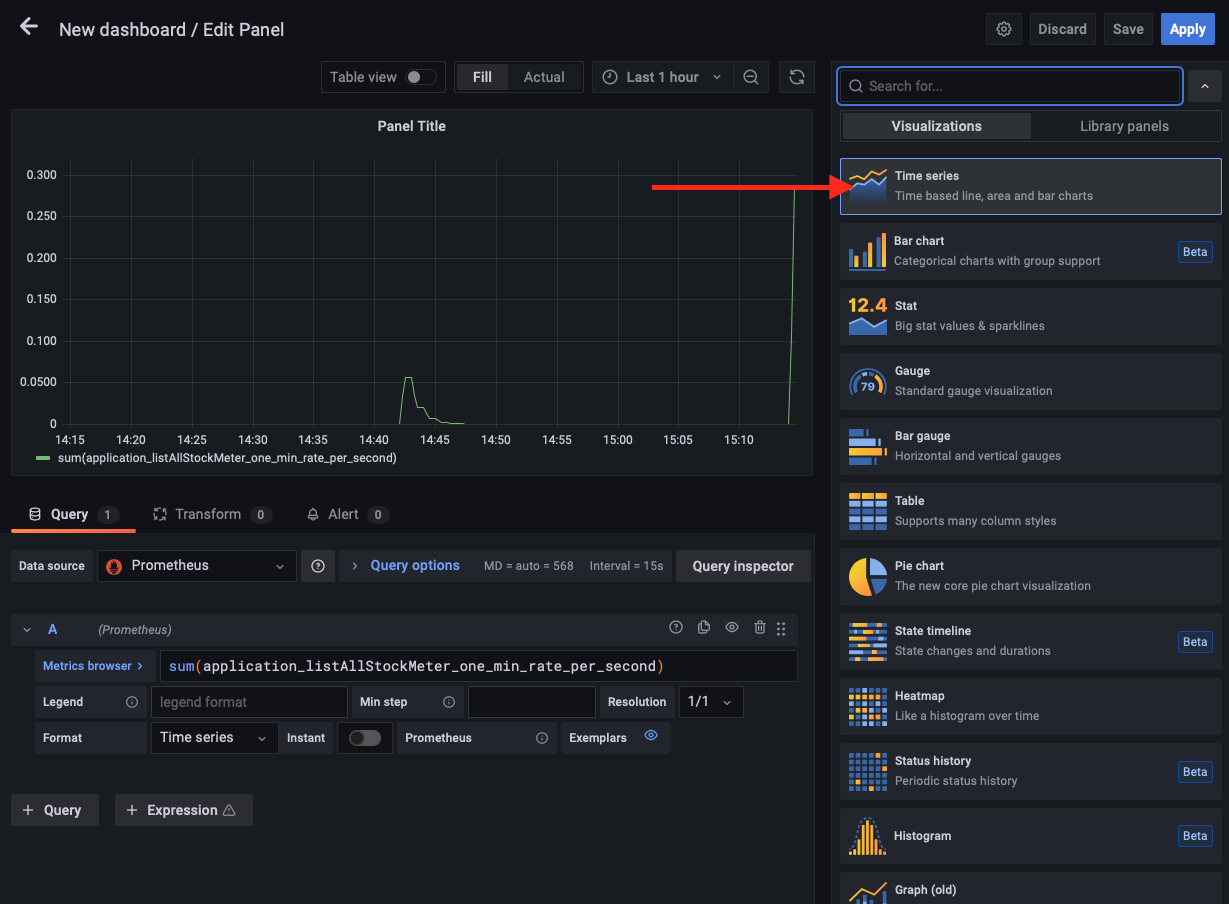 New dashboard / Edit Panel
Discard
Save
Apply
Table view
Fill
Actual
Last 1 hour
Search for...
Visualizations
Library panels
Panel Title
0.300
0.250
0.200
0.150
0.100
0.0500
0
14:15 14:20 14:25 14:30 14:35 14:40 14:45 14:50 14:55 15:00 15:05 15:10
sum(application_listAllStockMeter_one_min_rate_per_second)
Query 1
Transform 0
Alert 0
Data source
Prometheus
Query options
MD = auto = 568
Interval = 15s
Query inspector
A
(Prometheus)
Metrics browser
sum(application_listAllStockMeter_one_min_rate_per_second)
Legend
legend format
Min step
Resolution
1/1
Format
Time series
Instant
Prometheus
Exemplars
+ Query
+ Expression
Time series
Time based line, area and bar charts
Bar chart
Categorical charts with group support
Beta
12.4
Stat
Big stat values & sparklines
79
Gauge
Standard gauge visualization
Bar gauge
Horizontal and vertical gauges
Table
Supports many column styles
Pie chart
The new core pie chart visualization
State timeline
State changes and durations
Beta
Heatmap
Like a histogram over time
Status history
Periodic status history
Beta
Histogram
Beta
Graph (old)